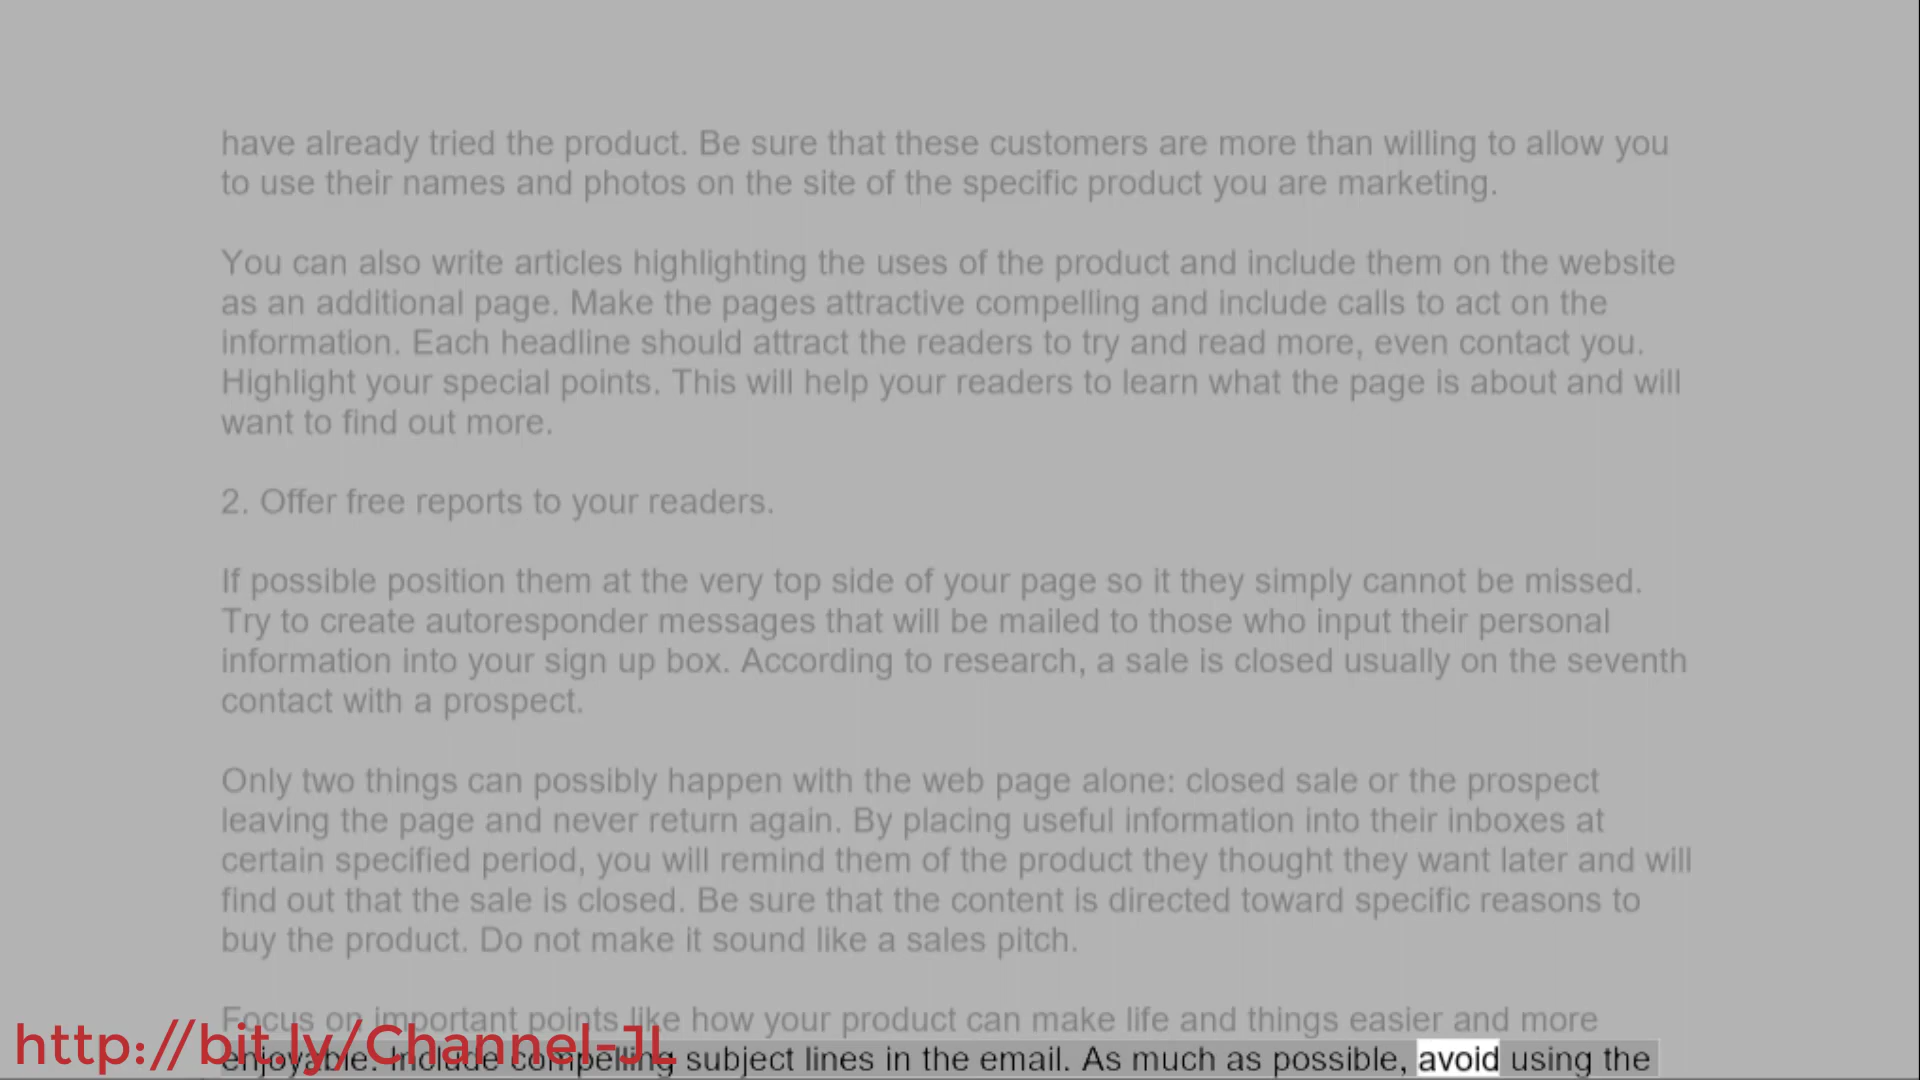 have already tried the product. Be sure that these customers are more than willing to allow you
to use their names and photos on the site of the specific product you are marketing.
You can also write articles highlighting the uses of the product and include them on the website
as an additional page. Make the pages attractive compelling and include calls to act on the
information. Each headline should attract the readers to try and read more, even contact you.
Highlight your special points. This will help your readers to learn what the page is about and will
want to find out more.
2. Offer free reports to your readers.
If possible position them at the very top side of your page so it they simply cannot be missed.
Try to create autoresponder messages that will be mailed to those who input their personal
information into your sign up box. According to research, a sale is closed usually on the seventh
contact with a prospect.
Only two things can possibly happen with the web page alone: closed sale or the prospect
leaving the page and never return again. By placing useful information into their inboxes at
certain specified period, you will remind them of the product they thought they want later and will
find out that the sale is closed. Be sure that the content is directed toward specific reasons to
buy the product. Do not make it sound like a sales pitch.
Focus on important points like how your product can make life and things easier and more
enjoyable. Include compelling subject lines in the email. As much as possible, avoid using the
http://bit.ly/Channel-JL